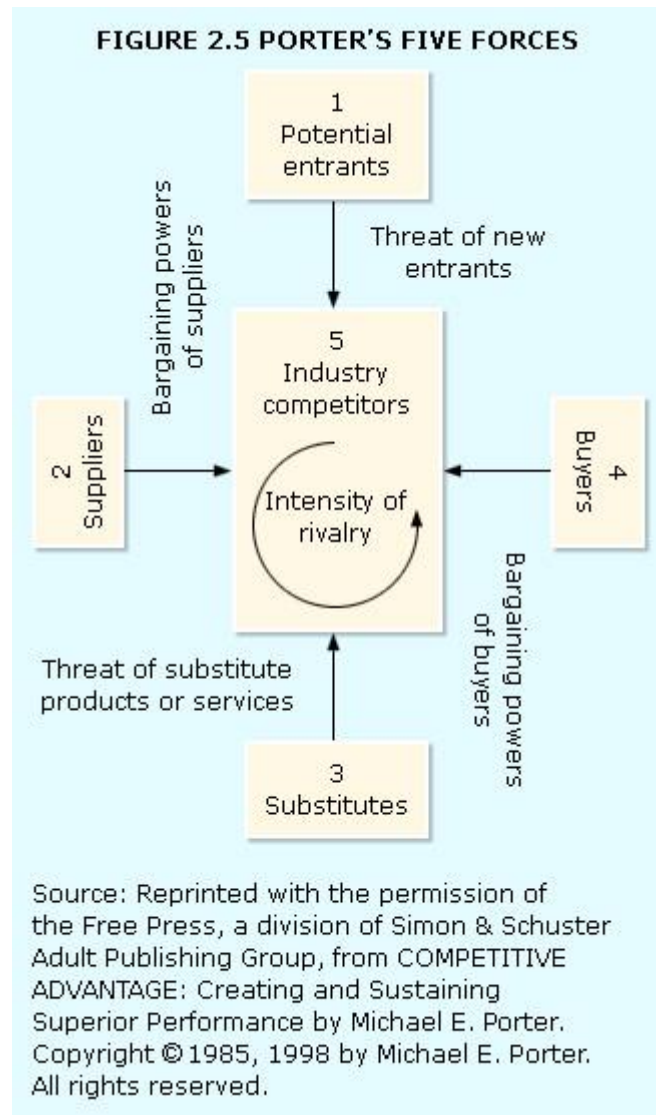 FIGURE 2.5 PORTER'S FIVE FORCES
1
Potential
entrants
Bargaining powers
of suppliers
Threat of new
entrants
5
Industry
competitors
2
Suppliers
Intensity of
rivalry
4
Buyers
Threat of substitute
products or services
Bargaining powers
of buyers
3
Substitutes
Source: Reprinted with the permission of
the Free Press, a division of Simon & Schuster
Adult Publishing Group, from COMPETITIVE
ADVANTAGE: Creating and Sustaining
Superior Performance by Michael E. Porter.
Copyright © 1985, 1998 by Michael E. Porter.
All rights reserved.